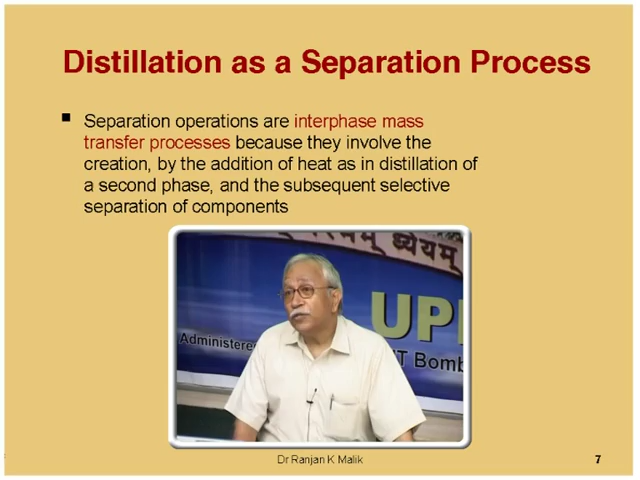 Distillation as a Separation Process
Separation operations are interphase mass
transfer processes because they involve the
creation, by the addition of heat as in distillation of
a second phase, and the subsequent selective
separation of components
ध्येयम्
UP
Administere
IT Bomb
Dr Ranjan K Malik
7